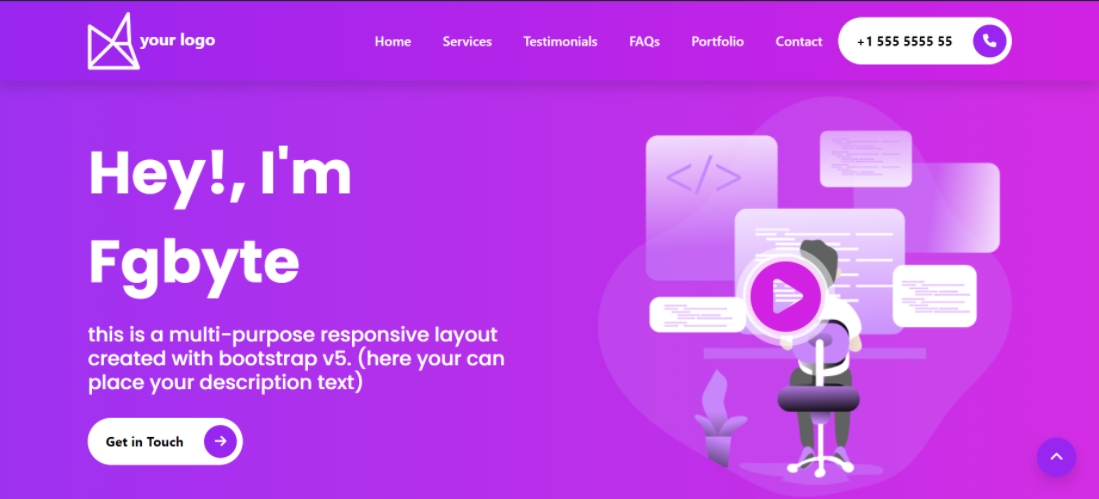 your logo
Home Services Testimonials FAQs Portfolio Contact +1 555 5555 55
Hey!, I'm
Fgbyte
this is a multi-purpose responsive layout
created with bootstrap v5. (here your can
place your description text)
Get in Touch
</>